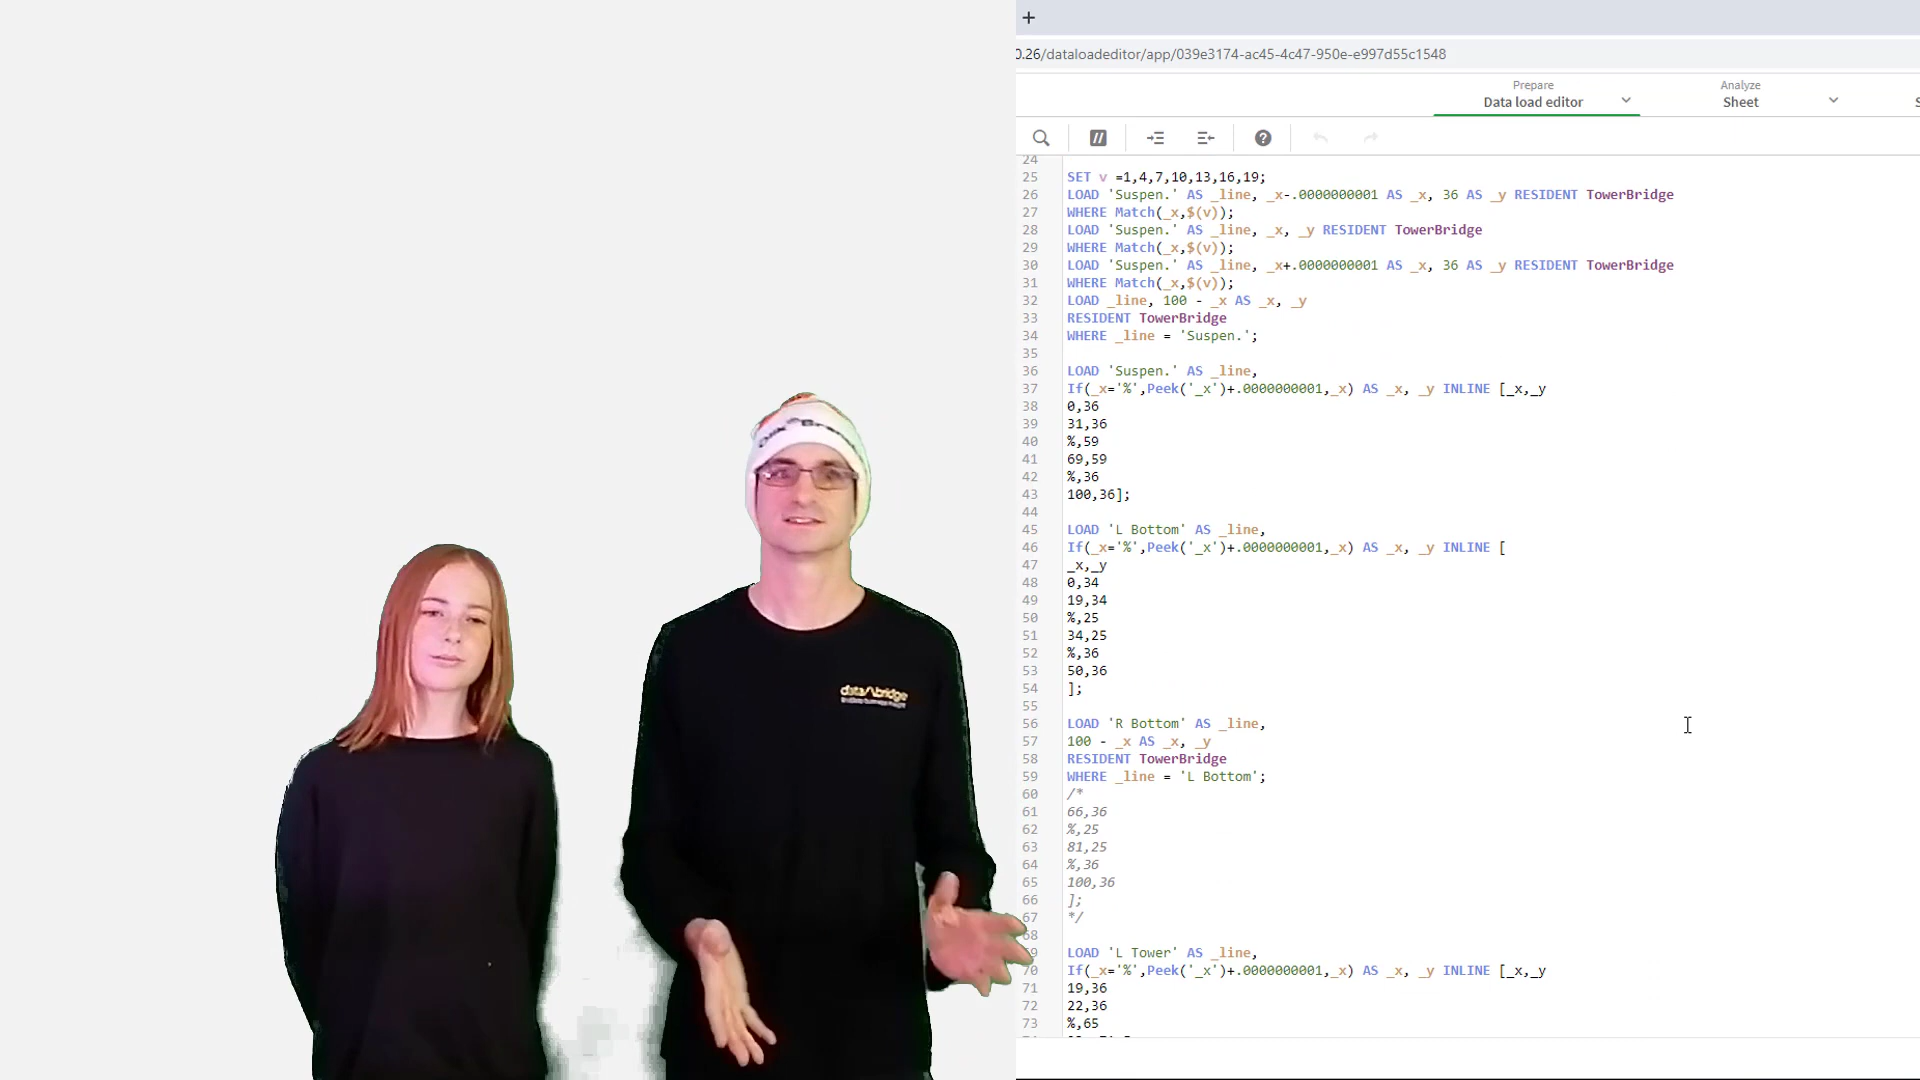 +
0.26/dataloadeditor/app/039e3174-ac45-4c47-950e-e997d55c1548
Prepare
Data load editor
Analyze
Sheet
S
24
25 SET v =1,4,7,10,13,16,19;
26 LOAD 'Suspen.' AS _line, _x-.0000000001 AS _x, 36 AS _y RESIDENT TowerBridge
27 WHERE Match(_x,$(v));
28 LOAD 'Suspen.' AS _line, _x, _y RESIDENT TowerBridge
29 WHERE Match(_x,$(v));
30 LOAD 'Suspen.' AS _line, _x+.0000000001 AS _x, 36 AS _y RESIDENT TowerBridge
31 WHERE Match(_x,$(v));
32 LOAD _line, 100 - _x AS _x, _y
33 RESIDENT TowerBridge
34 WHERE _line = 'Suspen.';
35
36 LOAD 'Suspen.' AS _line,
37 If(_x='%',Peek('_x')+.0000000001,_x) AS _x, _y INLINE [_x,_y
38 0,36
39 31,36
40 %,59
41 69,59
42 %,36
43 100,36];
44
45 LOAD 'L Bottom' AS _line,
46 If(_x='%',Peek('_x')+.0000000001,_x) AS _x, _y INLINE [
47 _x,_y
48 0,34
49 19,34
50 %,25
51 34,25
52 %,36
53 50,36
54 ];
55
56 LOAD 'R Bottom' AS _line,
57 100 - _x AS _x, _y
58 RESIDENT TowerBridge
59 WHERE _line = 'L Bottom';
60 /*
61 66,36
62 %,25
63 81,25
64 %,36
65 100,36
66 ];
67 */
68
69 LOAD 'L Tower' AS _line,
70 If(_x='%',Peek('_x')+.0000000001,_x) AS _x, _y INLINE [_x,_y
71 19,36
72 22,36
73 %,65
data/\bridge